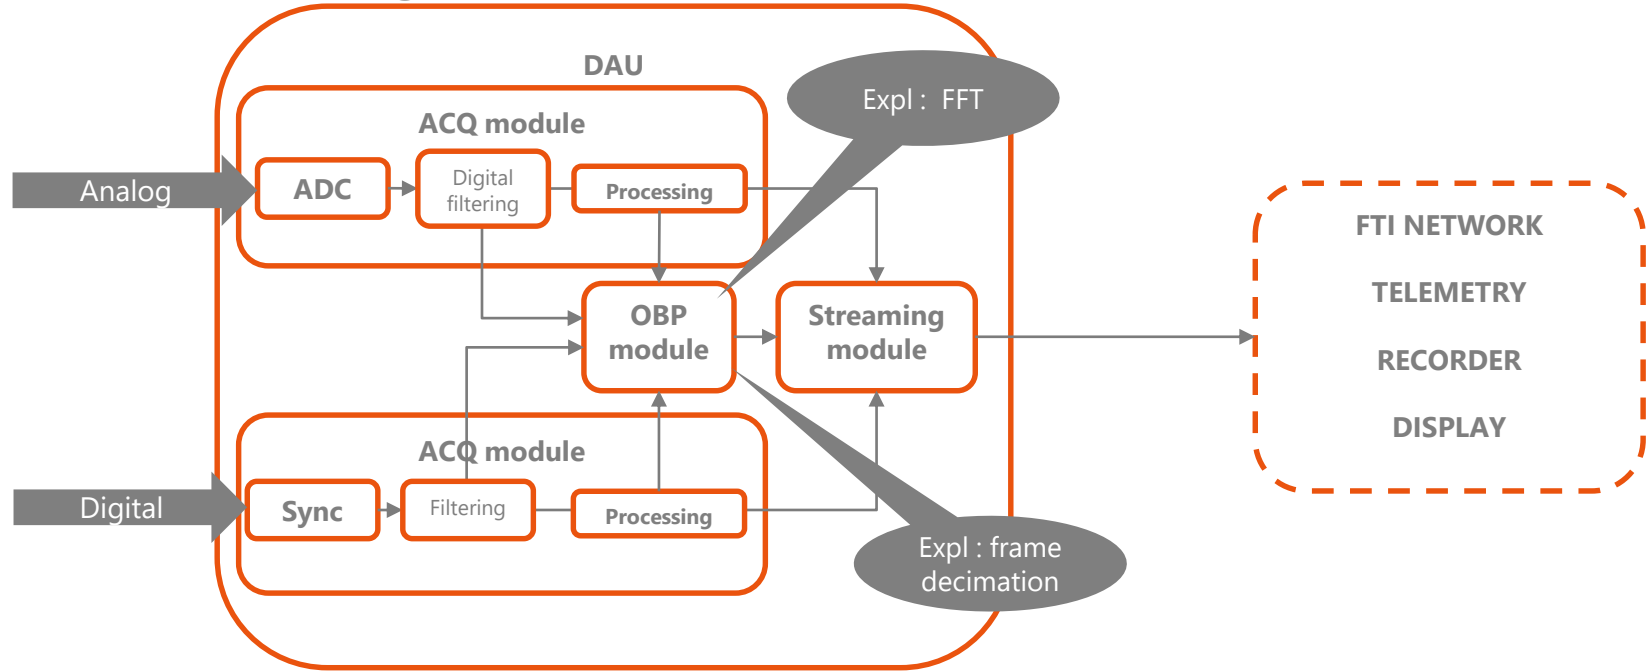 DAU
Expl : FFT
ACQ module
Analog
ADC
Digital
filtering
Processing
OBP
module
Streaming
module
FTI NETWORK
TELEMETRY
RECORDER
DISPLAY
ACQ module
Digital
Sync
Filtering
Processing
Expl : frame
decimation